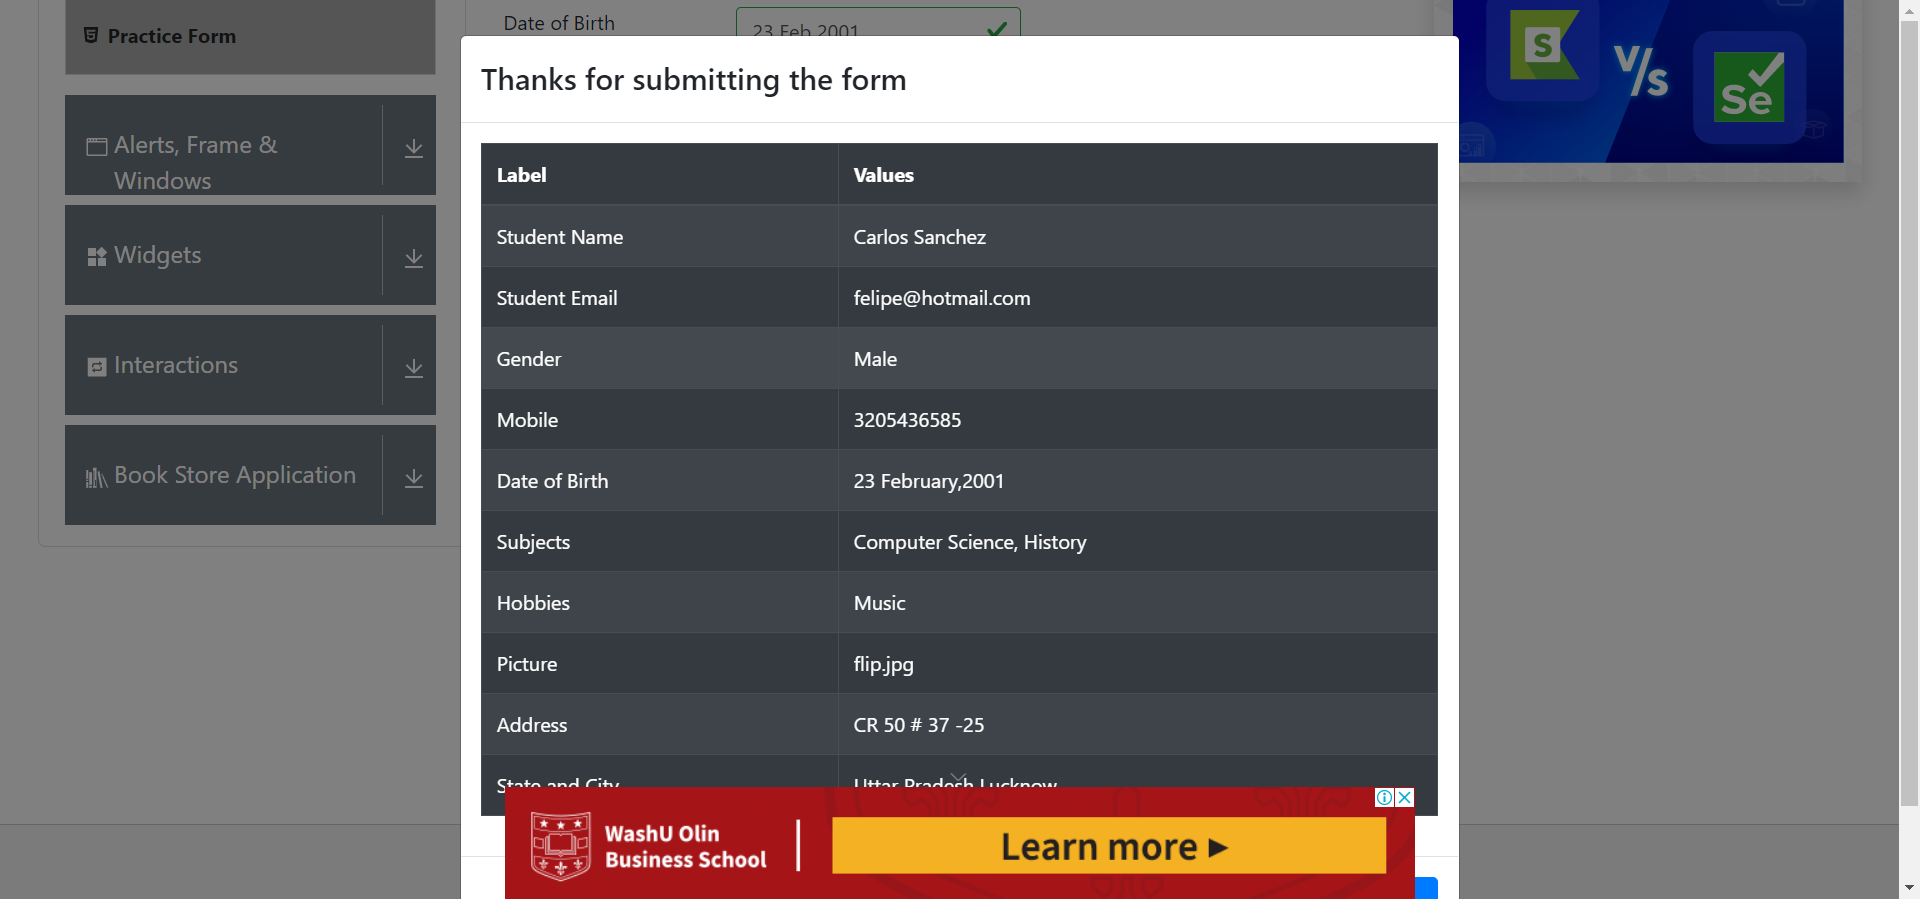 Practice Form
Alerts, Frame &
Windows
Widgets
Interactions
Book Store Application
Date of Birth
23 Feb 2001
Thanks for submitting the form
Label Values
Student Name Carlos Sanchez
Student Email felipe@hotmail.com
Gender Male
Mobile 3205436585
Date of Birth 23 February,2001
Subjects Computer Science, History
Hobbies Music
Picture flip.jpg
Address CR 50 # 37 -25
State and City Uttar Pradesh Lucknow
WashU Olin
Business School
Learn more ►
S
V/s
Se